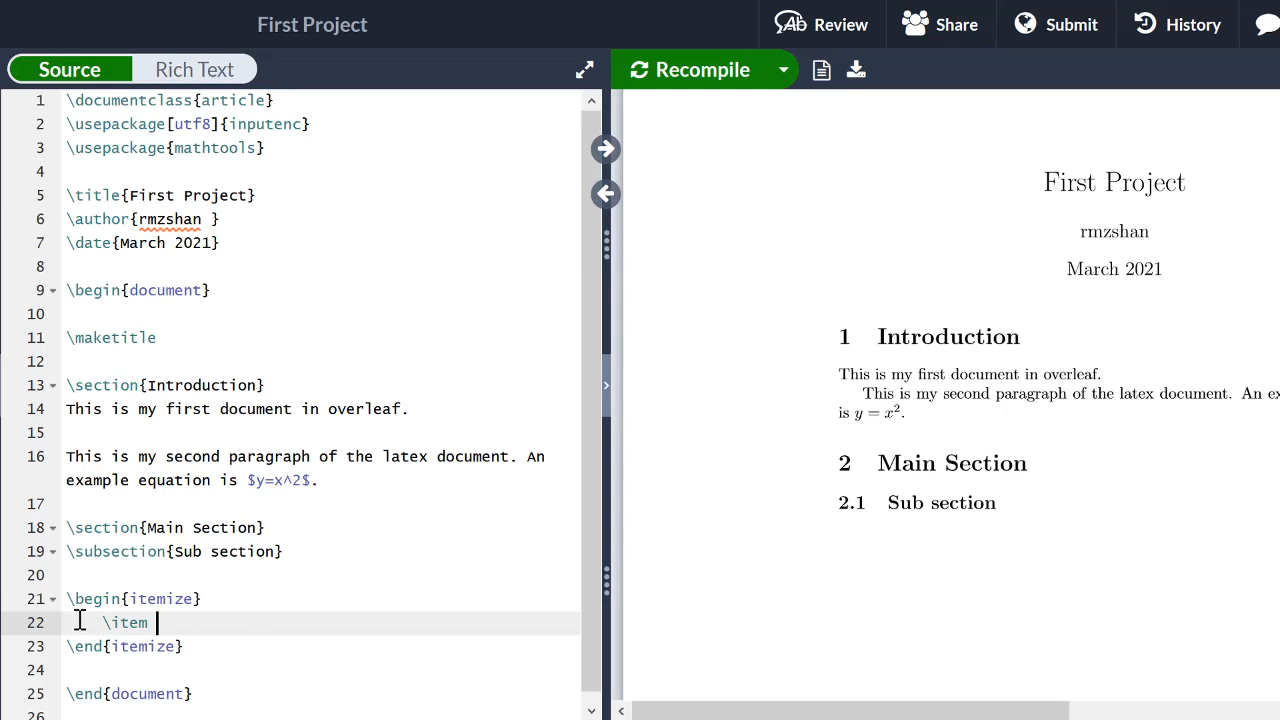 First Project
Review
Share
Submit
History
Source
Rich Text
Recompile
1 \documentclass{article}
2 \usepackage[utf8]{inputenc}
3 \usepackage{mathtools}
4
5 \title{First Project}
6 \author{rmzshan }
7 \date{March 2021}
8
9 \begin{document}
10
11 \maketitle
12
13 \section{Introduction}
14 This is my first document in overleaf.
15
16 This is my second paragraph of the latex document. An
example equation is $y=x^2$.
17
18 \section{Main Section}
19 \subsection{Sub section}
20
21 \begin{itemize}
22 \item
23 \end{itemize}
24
25 \end{document}
26
First Project
rmzshan
March 2021
1 Introduction
This is my first document in overleaf.
This is my second paragraph of the latex document. An ex
is y = x².
2 Main Section
2.1 Sub section